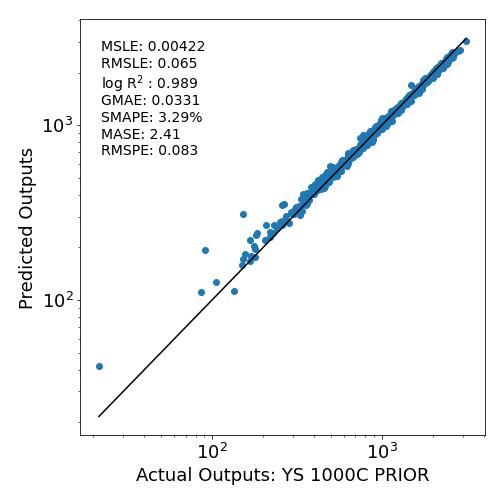 MSLE: 0.00422
RMSLE: 0.065
log R² : 0.989
GMAE: 0.0331
SMAPE: 3.29%
MASE: 2.41
RMSPE: 0.083
10³
10²
Predicted Outputs
10² 10³
Actual Outputs: YS 1000C PRIOR